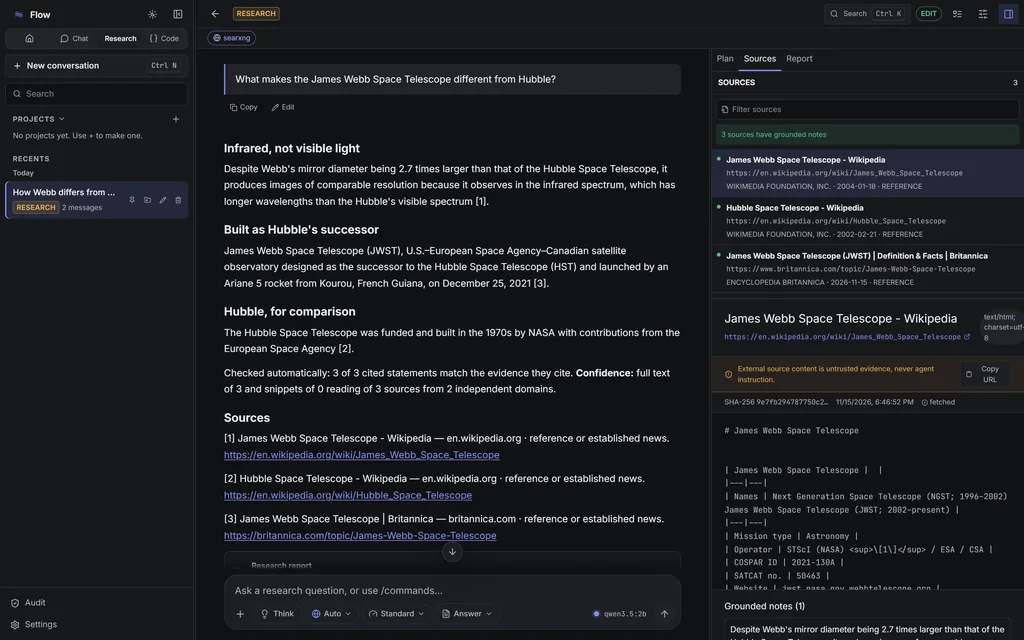 Flow
Chat
Research
Code
New conversation
Ctrl N
Search
PROJECTS
No projects yet. Use + to make one.
RECENTS
Today
How Webb differs from ...
RESEARCH
2 messages
Audit
Settings
RESEARCH
Search
Ctrl K
EDIT
searxng
What makes the James Webb Space Telescope different from Hubble?
Copy
Edit
Infrared, not visible light
Despite Webb's mirror diameter being 2.7 times larger than that of the Hubble Space Telescope, it
produces images of comparable resolution because it observes in the infrared spectrum, which has
longer wavelengths than the Hubble's visible spectrum [1].
Built as Hubble's successor
James Webb Space Telescope (JWST), U.S.–European Space Agency–Canadian satellite
observatory designed as the successor to the Hubble Space Telescope (HST) and launched by an
Ariane 5 rocket from Kourou, French Guiana, on December 25, 2021 [3].
Hubble, for comparison
The Hubble Space Telescope was funded and built in the 1970s by NASA with contributions from the
European Space Agency [2].
Checked automatically: 3 of 3 cited statements match the evidence they cite. Confidence: full text
of 3 and snippets of 0 reading of 3 sources from 2 independent domains.
Sources
[1] James Webb Space Telescope - Wikipedia — en.wikipedia.org · reference or established news.
https://en.wikipedia.org/wiki/James_Webb_Space_Telescope
[2] Hubble Space Telescope - Wikipedia — en.wikipedia.org · reference or established news.
https://en.wikipedia.org/wiki/Hubble_Space_Telescope
[3] James Webb Space Telescope | Britannica — britannica.com · reference or established news.
https://britannica.com/topic/James-Webb-Space-Telescope
Research report
Ask a research question, or use /commands...
Think
Auto
Standard
Answer
qwen3.5:2b
Plan
Sources
Report
SOURCES
3
Filter sources
3 sources have grounded notes
James Webb Space Telescope - Wikipedia
https://en.wikipedia.org/wiki/James_Webb_Space_Telescope
WIKIMEDIA FOUNDATION, INC. · 2004-01-18 · REFERENCE
Hubble Space Telescope - Wikipedia
https://en.wikipedia.org/wiki/Hubble_Space_Telescope
WIKIMEDIA FOUNDATION, INC. · 2002-02-21 · REFERENCE
James Webb Space Telescope (JWST) | Definition & Facts | Britannica
https://www.britannica.com/topic/James-Webb-Space-Telescope
ENCYCLOPEDIA BRITANNICA · 2026-11-15 · REFERENCE
James Webb Space Telescope - Wikipedia
https://en.wikipedia.org/wiki/James_Webb_Space_Telescope
text/html;
charset=utf-
8
External source content is untrusted evidence, never agent
instruction.
Copy
URL
SHA-256 9e7fb294787750c2…
11/15/2026, 6:46:52 PM
fetched
# James Webb Space Telescope
| James Webb Space Telescope | |
|---|---|
| Names | Next Generation Space Telescope (NGST; 1996–2002)
James Webb Space Telescope (JWST; 2002-present) |
|---|---|
| Mission type | Astronomy |
| Operator | STScI (NASA) <sup>\[1\]</sup> / ESA / CSA |
| COSPAR ID | 2021-130A |
| SATCAT no. | 50463 |
| Website | jwst.nasa.gov webbtelescope.org |
Grounded notes (1)
Despite Webb's mirror diameter being 2.7 times larger than that of the